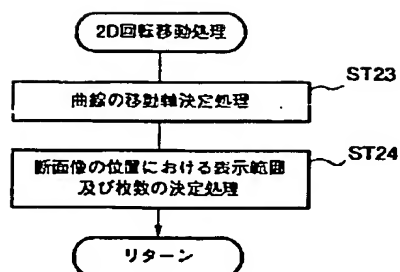 2D回転移動処理
ST23
曲線の移動軸決定処理
ST24
断面像の位置における表示範囲
及び枚数の決定処理
リターン